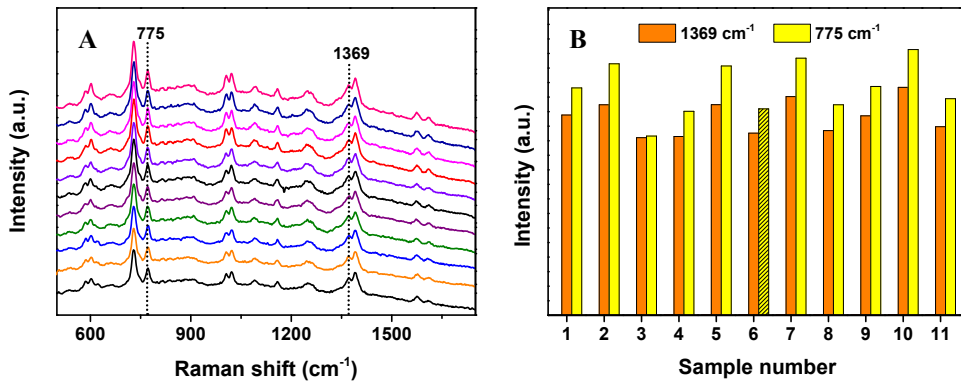 A
775
1369
Intensity (a.u.)
600
900
1200
1500
Raman shift (cm⁻¹)
B
1369 cm⁻¹
775 cm⁻¹
Intensity (a.u.)
1 2 3 4 5 6 7 8 9 10 11
Sample number